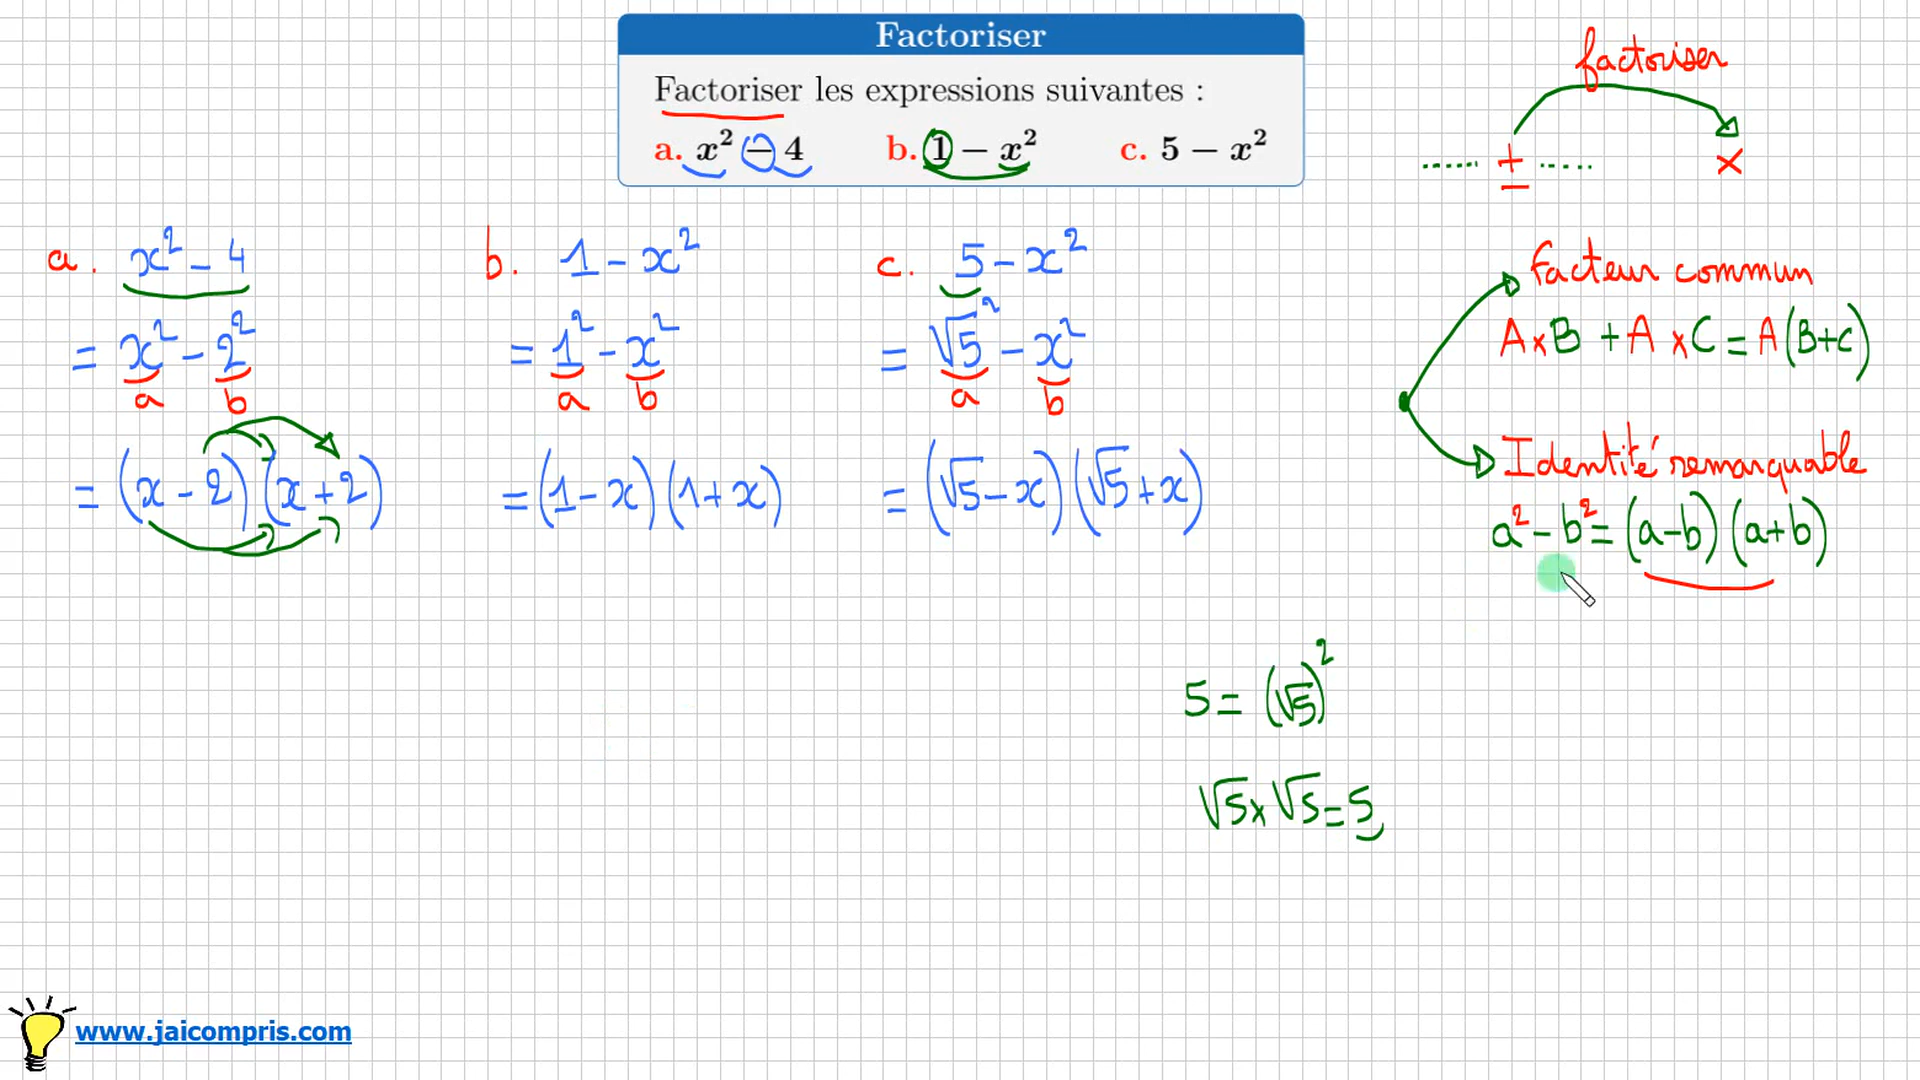 Factoriser
Factoriser les expressions suivantes :
a. x² − 4 b. 1 − x² c. 5 − x²
factoriser
...... ± ...... ×
a. x² − 4
= x² − 2²
a b
= (x − 2)(x + 2)
b. 1 − x²
= 1² − x²
a b
= (1 − x)(1 + x)
c. 5 − x²
= √5² − x²
a b
= (√5 − x)(√5 + x)
Facteur commun
A×B + A×C = A(B+C)
Identité remarquable
a² − b² = (a−b)(a+b)
5 = (√5)²
√5 × √5 = 5
www.jaicompris.com